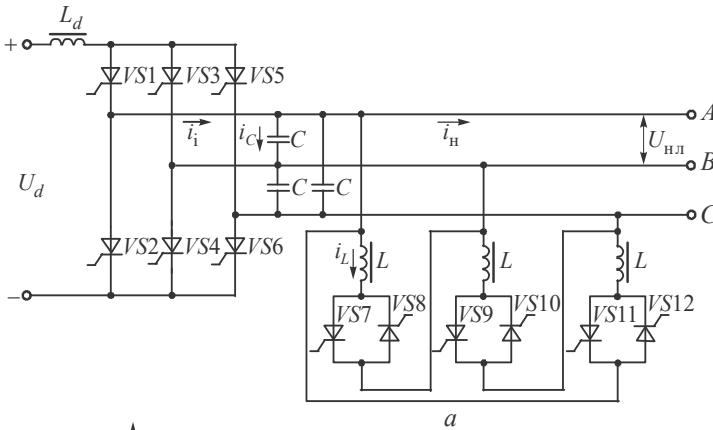 L_d
+
VS1 VS3 VS5
A
i_i i_C C i_н
U_нл
B
U_d
C C
C
VS2 VS4 VS6
i_L L L L
−
VS7 VS8 VS9 VS10 VS11 VS12
a